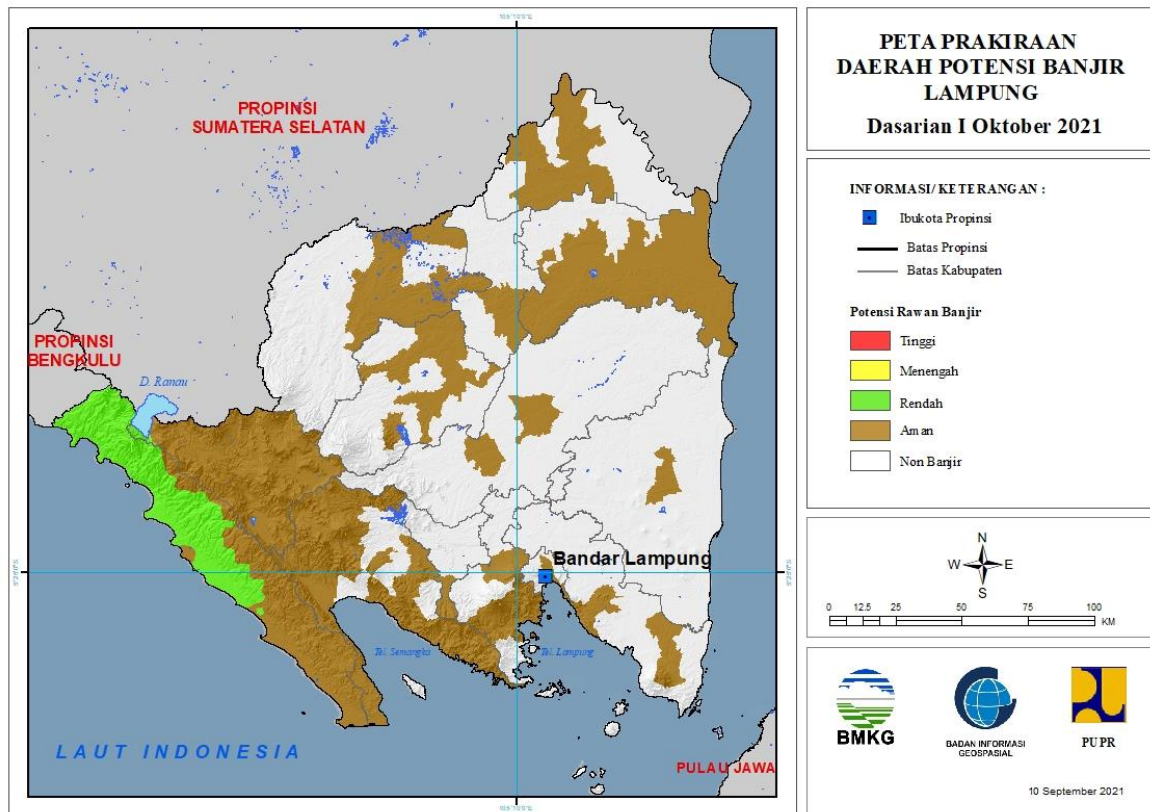 PETA PRAKIRAAN
DAERAH POTENSI BANJIR
LAMPUNG
Dasarian I Oktober 2021
INFORMASI/ KETERANGAN :
Ibukota Propinsi
Batas Propinsi
Batas Kabupaten
Potensi Rawan Banjir
Tinggi
Menengah
Rendah
Aman
Non Banjir
N
W
E
S
0 12.5 25 50 75 100
KM
BMKG
BADAN INFORMASI
GEOSPASIAL
PUPR
10 September 2021
PROPINSI
SUMATERA SELATAN
PROPINSI
BENGKULU
D. Ranau
Bandar Lampung
Tel. Semangka
Tel. Lampung
LAUT INDONESIA
PULAU JAWA